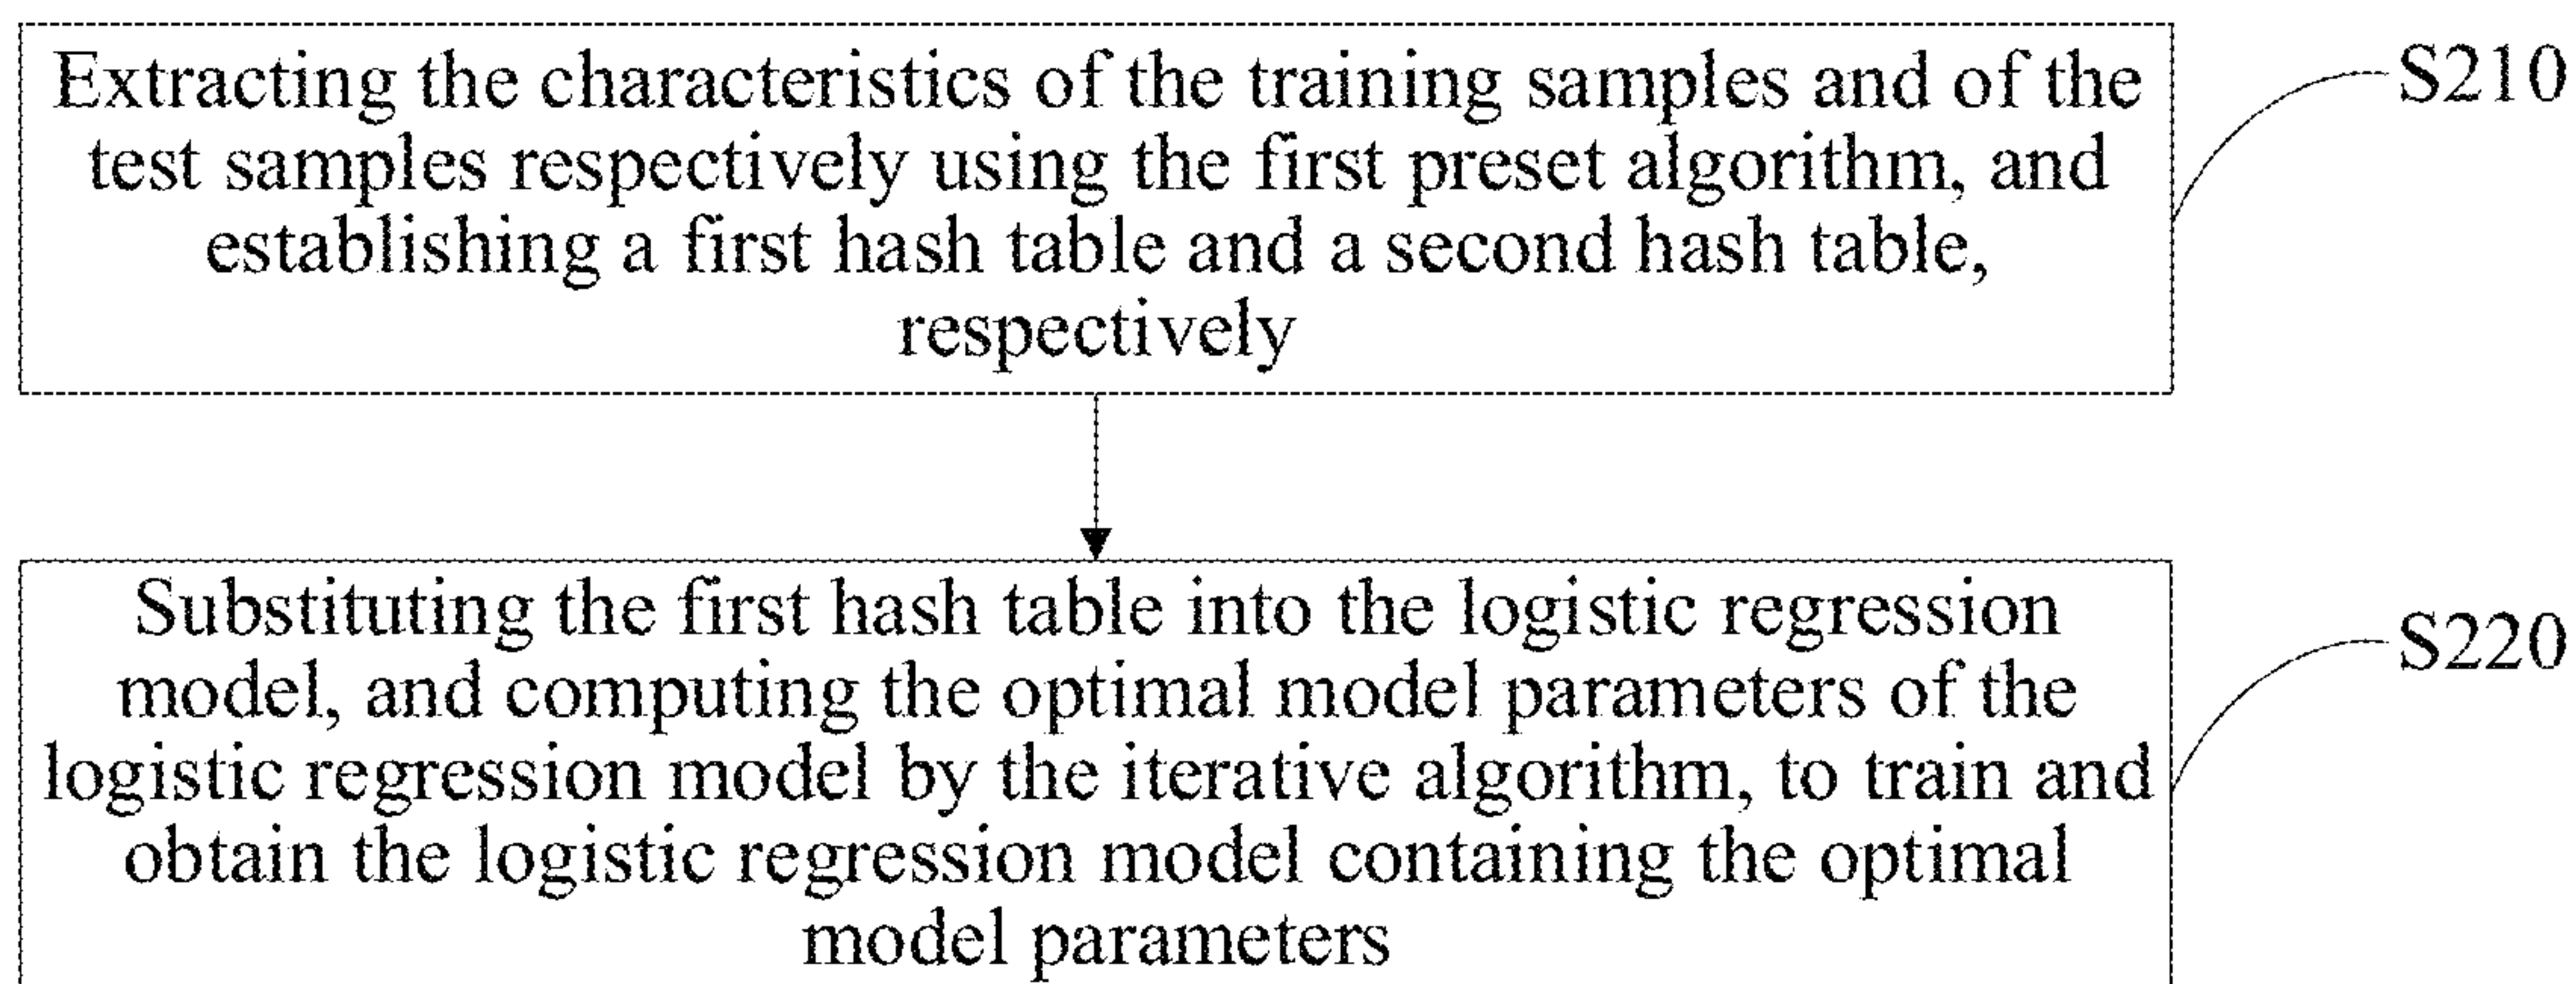 Extracting the characteristics of the training samples and of the
test samples respectively using the first preset algorithm, and
establishing a first hash table and a second hash table,
respectively
S210
Substituting the first hash table into the logistic regression
model, and computing the optimal model parameters of the
logistic regression model by the iterative algorithm, to train and
obtain the logistic regression model containing the optimal
model parameters
S220